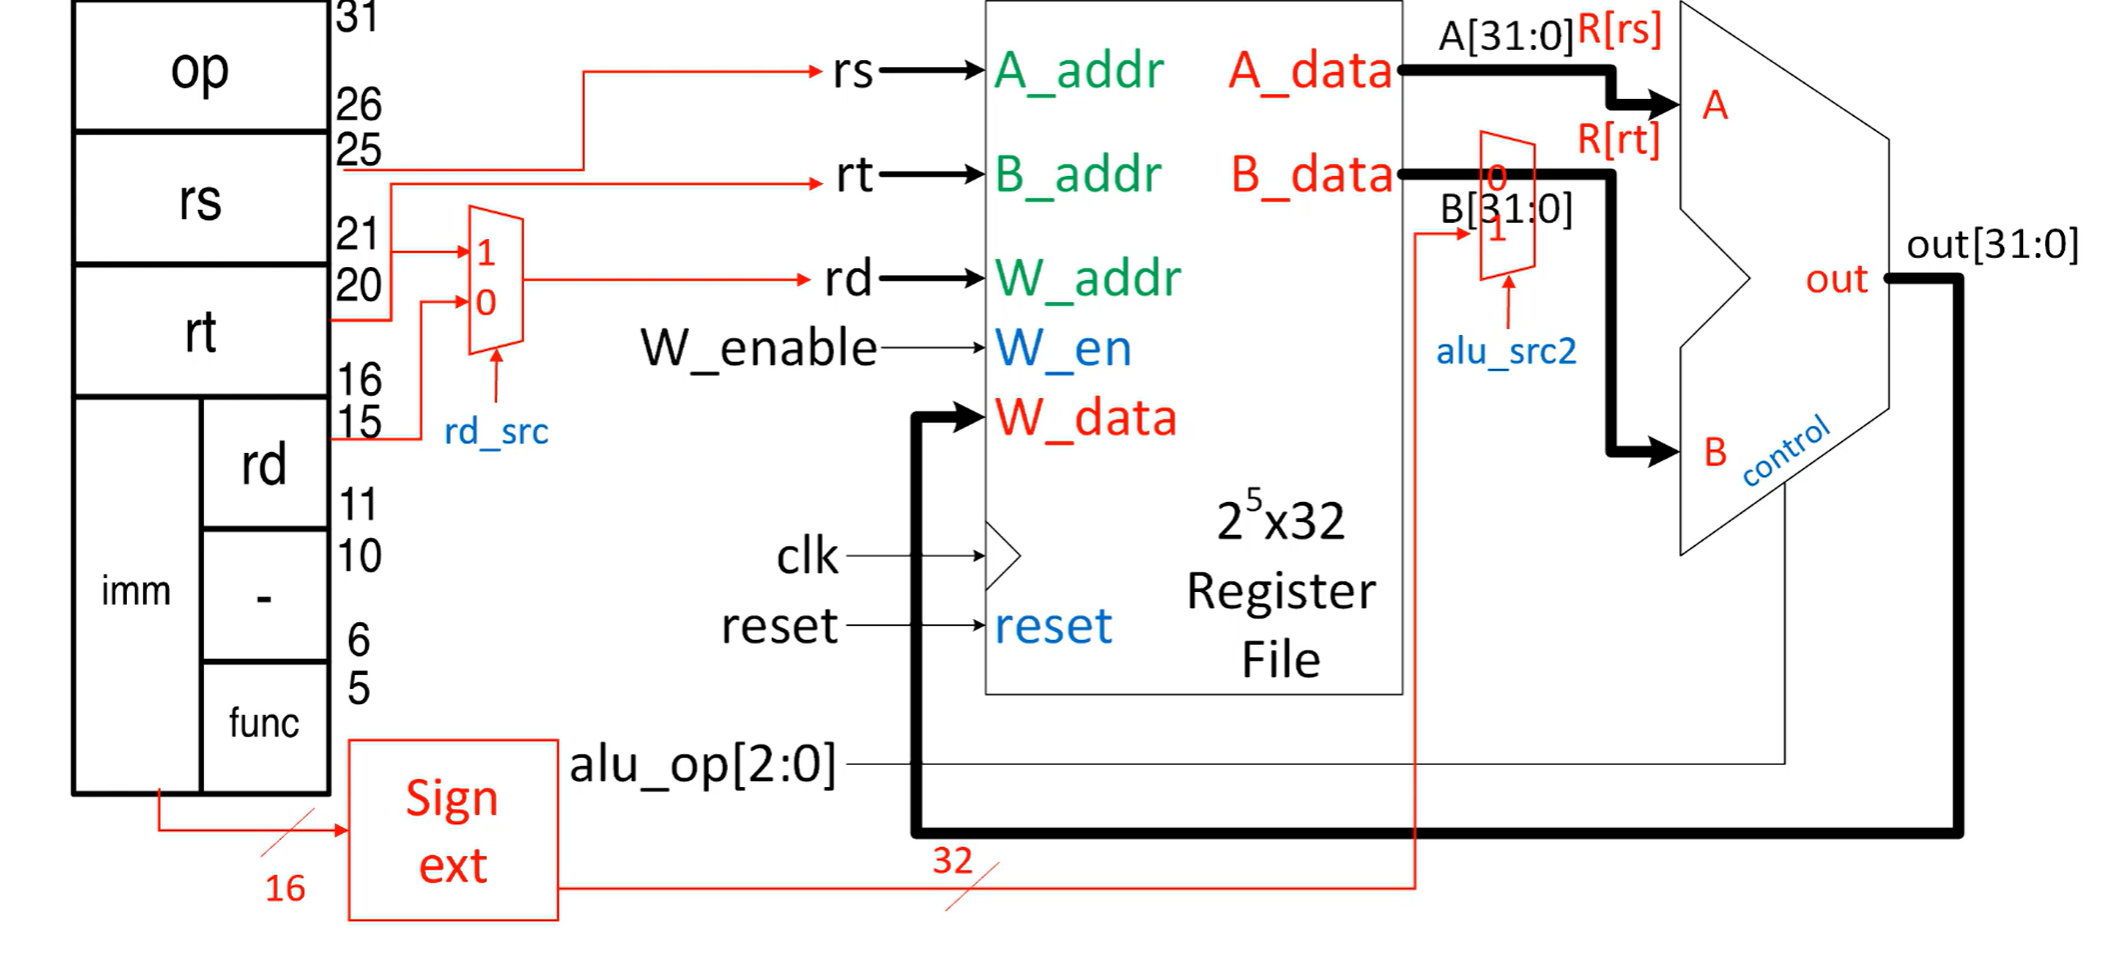 31
op
26
25
rs
21
20
rt
16
15
rd
11
10
imm
-
6
5
func
1
0
rd_src
Sign
ext
16
32
rs
rt
rd
W_enable
clk
reset
alu_op[2:0]
A_addr
B_addr
W_addr
W_en
W_data
reset
A_data
B_data
2⁵x32
Register
File
A[31:0]
R[rs]
R[rt]
0
B[31:0]
1
alu_src2
A
B
out
control
out[31:0]